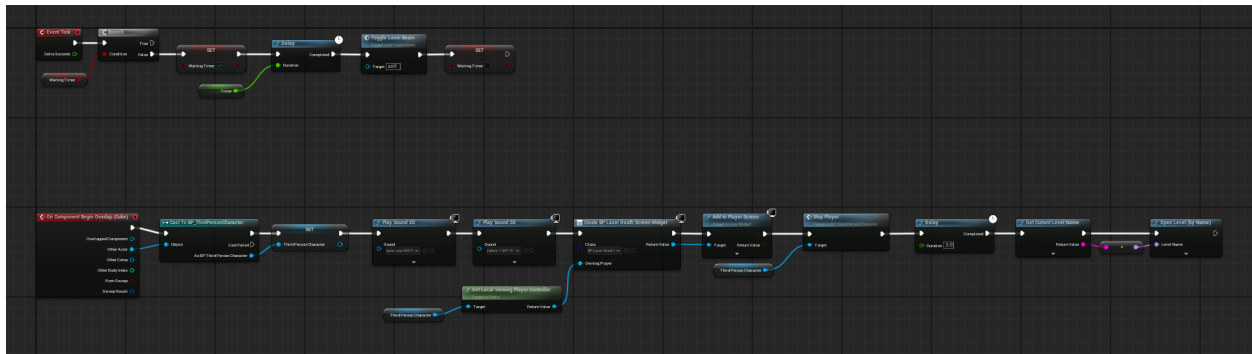 Event Tick
Delta Seconds
Branch
Condition
True
False
Waiting Timer
SET
Waiting Timer
Delay
Duration
Completed
Timer
Toggle Laser Beam
Target
self
SET
Waiting Timer
On Component Begin Overlap (Cube)
Overlapped Component
Other Actor
Other Comp
Other Body Index
From Sweep
Sweep Result
Cast To BP_ThirdPersonCharacter
Object
Cast Failed
As BP Third Person Character
SET
Third Person Character
Play Sound 2D
Sound
Play Sound 2D
Sound
Create BP Laser Death Screen Widget
Class
Return Value
Owning Player
Third Person Character
Get Local Viewing Player Controller
Target
Return Value
Add to Player Screen
Target
Return Value
Third Person Character
Stop Player
Target
Delay
Completed
Duration
Get Current Level Name
Return Value
Open Level (by Name)
Level Name